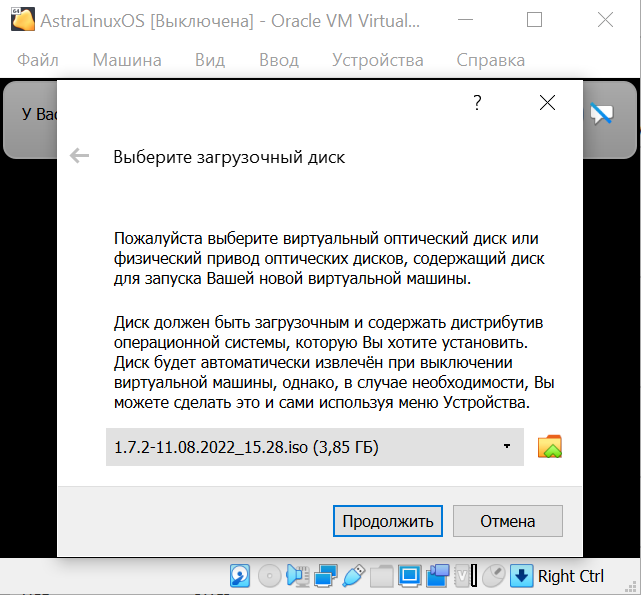 AstraLinuxOS [Выключена] - Oracle VM Virtual...
Файл Машина Вид Ввод Устройства Справка
?
Выберите загрузочный диск
Пожалуйста выберите виртуальный оптический диск или
физический привод оптических дисков, содержащий диск
для запуска Вашей новой виртуальной машины.
Диск должен быть загрузочным и содержать дистрибутив
операционной системы, которую Вы хотите установить.
Диск будет автоматически извлечён при выключении
виртуальной машины, однако, в случае необходимости, Вы
можете сделать это и сами используя меню Устройства.
1.7.2-11.08.2022_15.28.iso (3,85 ГБ)
Продолжить Отмена
Right Ctrl